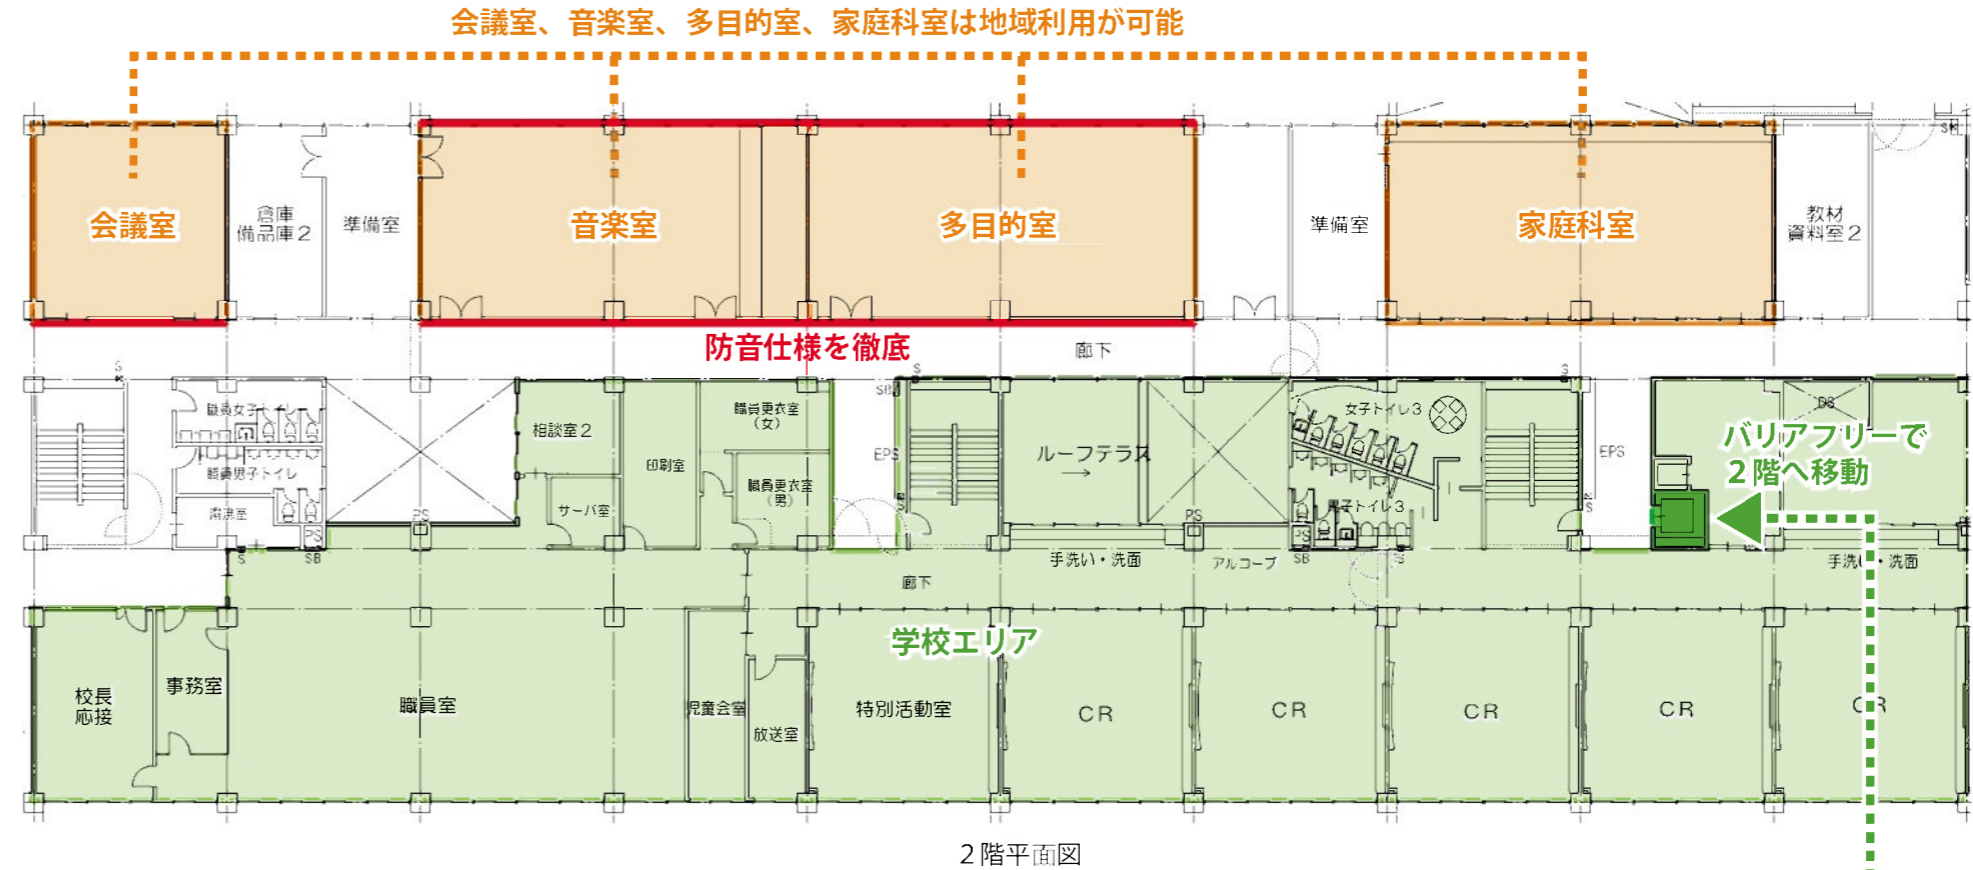 会議室、音楽室、多目的室、家庭科室は地域利用が可能
会議室
倉庫
備品庫2
準備室
音楽室
多目的室
準備室
家庭科室
教材
資料室2
SK
防音仕様を徹底
廊下
S
S
S
職員女子トイレ
職員男子トイレ
PS
PS
S
SB
相談室2
サーバ室
印刷室
職員更衣室
（女）
職員更衣室
（男）
EPS
ルーフテラス
PS
女子トイレ3
男子トイレ3
PS
SB
EPS
DS
バリアフリーで
2階へ移動
手洗い・洗面
アルコーブ
手洗い・洗面
廊下
学校エリア
校長
応接
事務室
職員室
児童会室
放送室
特別活動室
CR
CR
CR
CR
CR
2階平面図